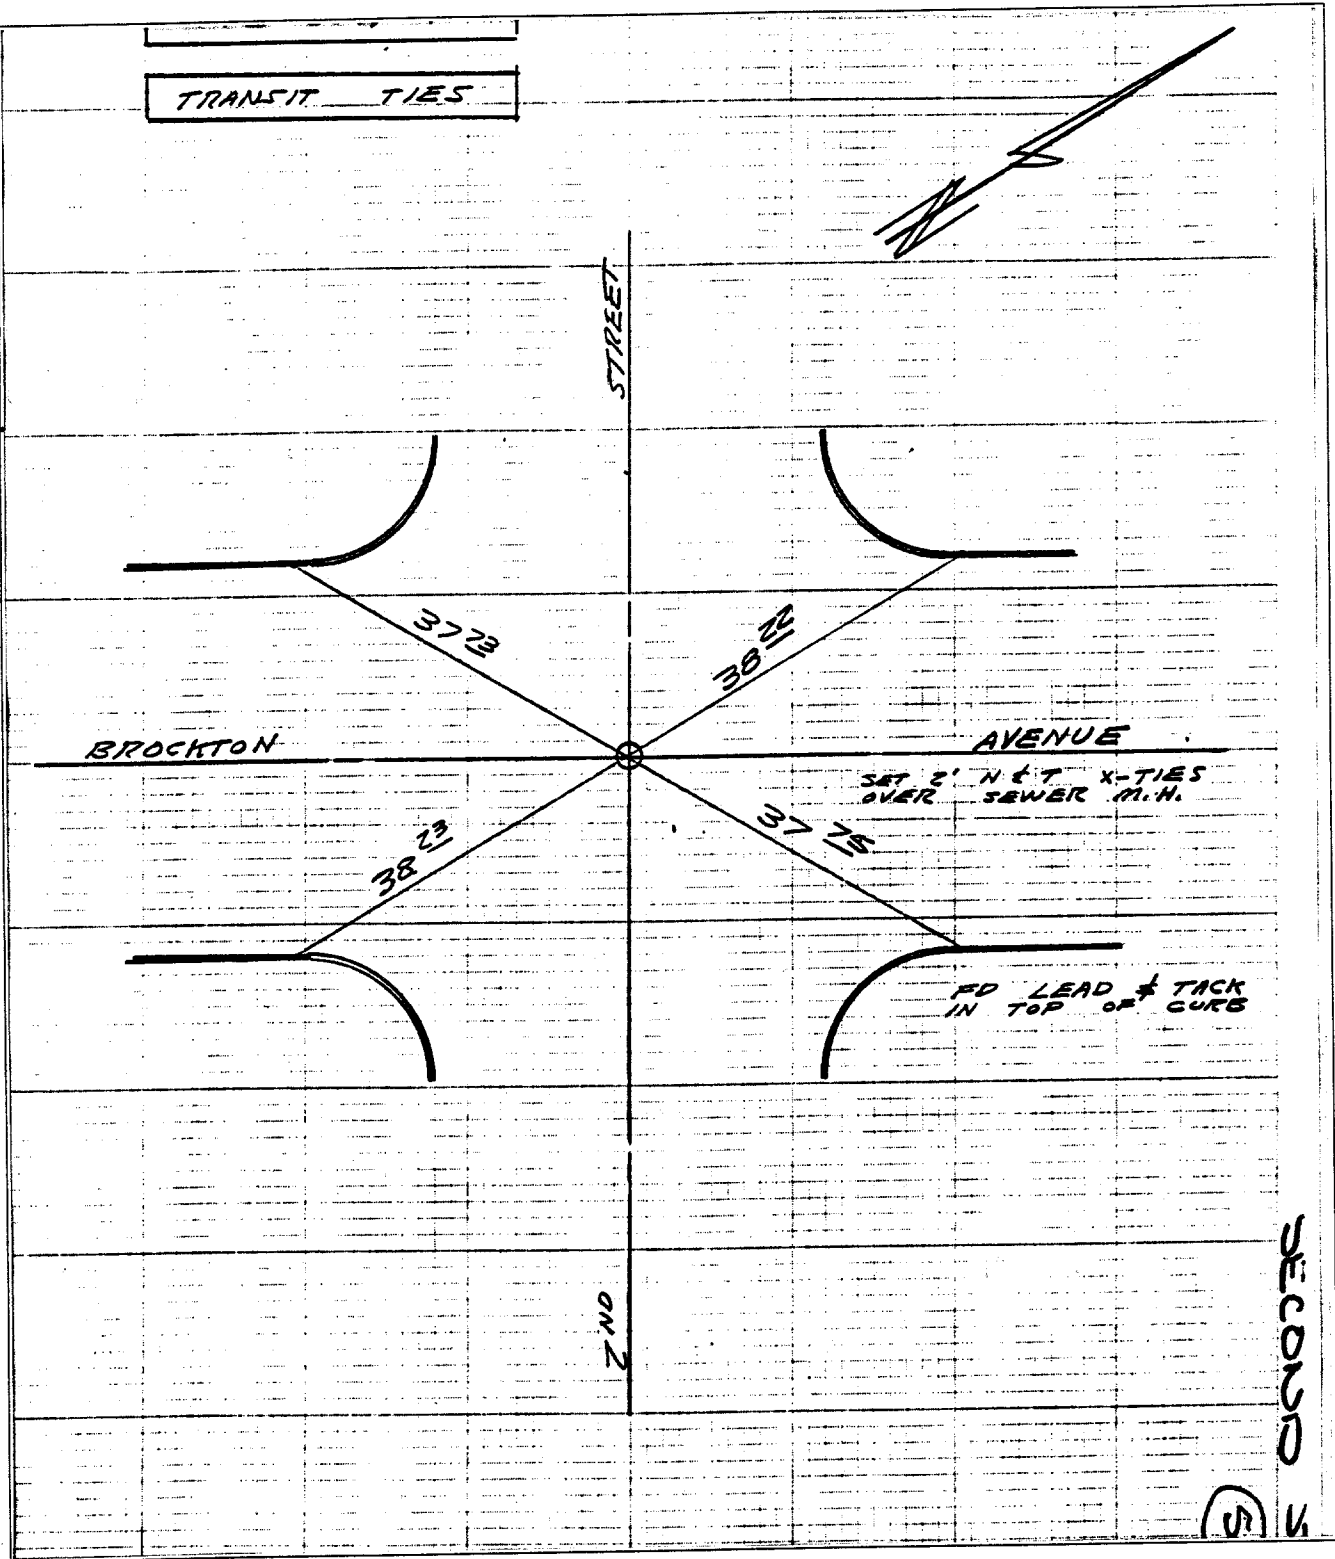 TRANSIT TIES
N
STREET
37 73
38 22
BROCKTON AVENUE
SET 2' N & T X-TIES
OVER SEWER M.H.
38 23
37 75
FD LEAD & TACK
IN TOP OF CURB
2ND
SECOND
5